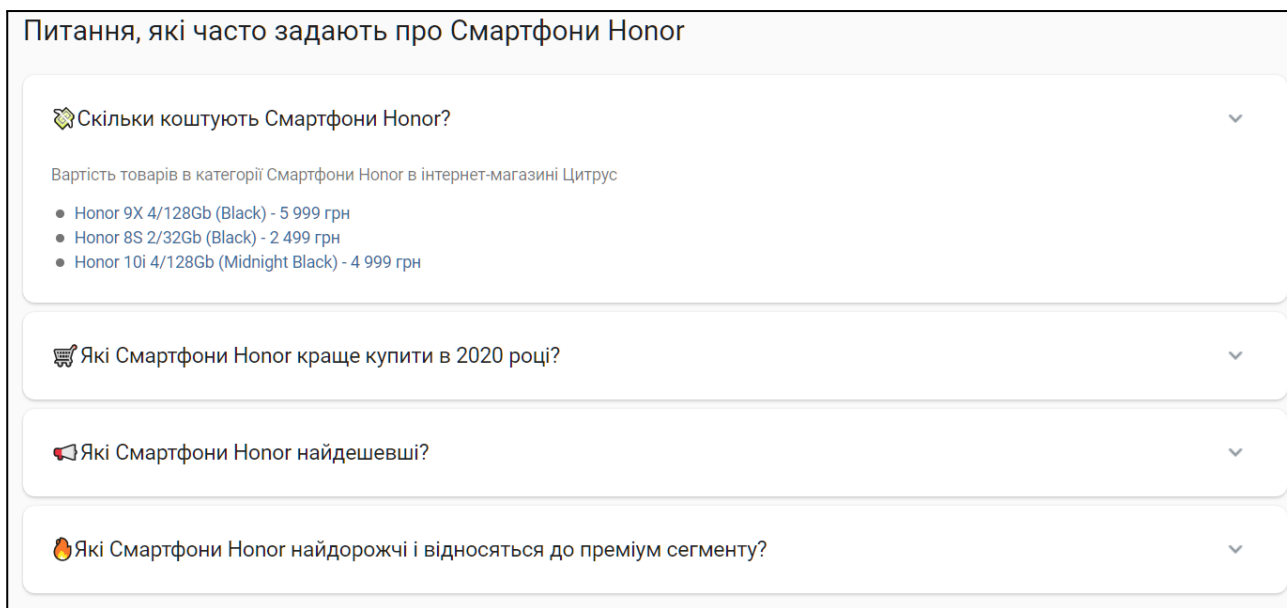 Питання, які часто задають про Смартфони Honor
Скільки коштують Смартфони Honor?
Вартість товарів в категорії Смартфони Honor в інтернет-магазині Цитрус
Honor 9X 4/128Gb (Black) - 5 999 грн
Honor 8S 2/32Gb (Black) - 2 499 грн
Honor 10i 4/128Gb (Midnight Black) - 4 999 грн
Які Смартфони Honor краще купити в 2020 році?
Які Смартфони Honor найдешевші?
Які Смартфони Honor найдорожчі і відносяться до преміум сегменту?